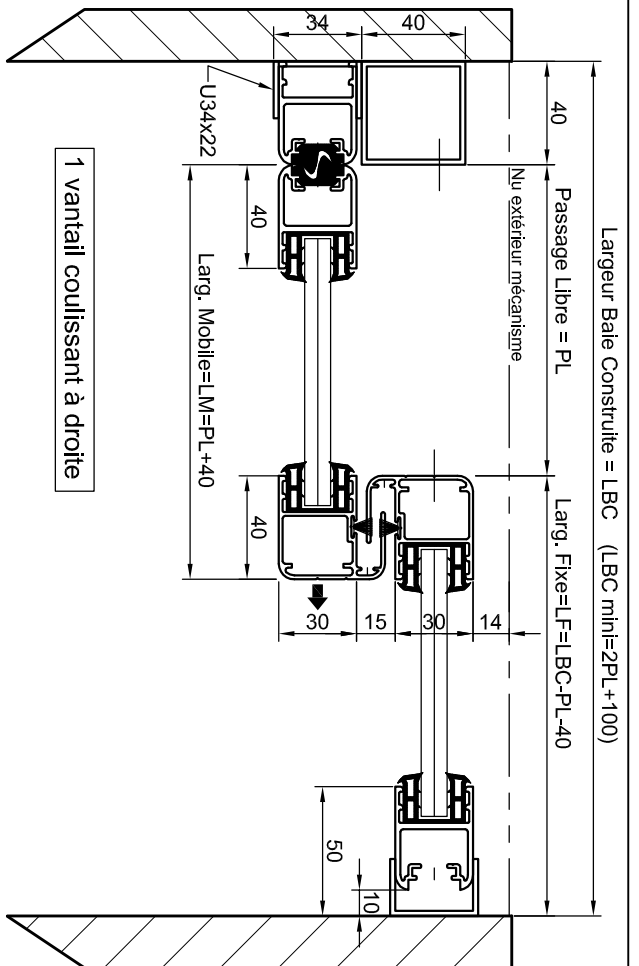 Largeur Baie Construite = LBC (LBC mini=2PL+100)
40
Passage Libre = PL
Larg. Fixe=LF=LBC-PL-40
Nu extérieur mécanisme
40
34
14
30
15
30
U34x22
40
40
50
10
Larg. Mobile=LM=PL+40
1 vantail coulissant à droite